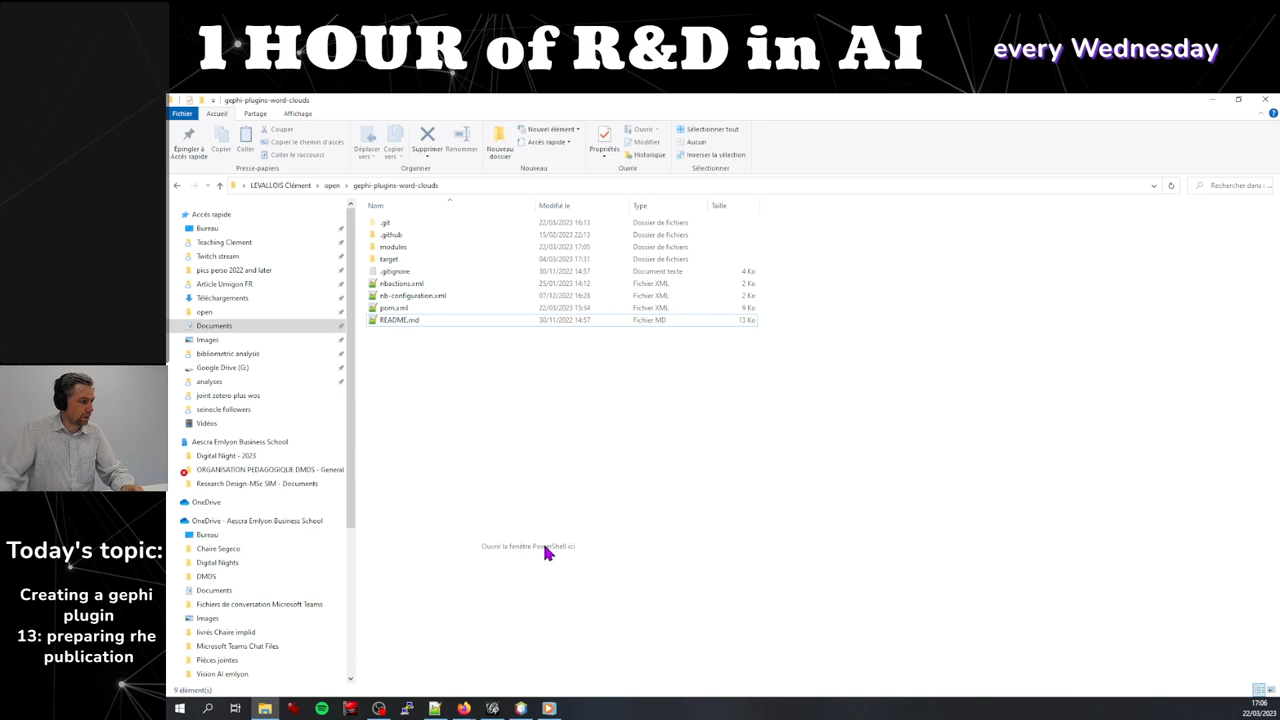 1 HOUR of R&D in AI
every Wednesday
gephi-plugins-word-clouds
Fichier
Accueil
Partage
Affichage
Épingler à
Accès rapide
Copier
Coller
Couper
Copier le chemin d'accès
Coller le raccourci
Presse-papiers
Déplacer
vers
Copier
vers
Supprimer
Renommer
Organiser
Nouveau
dossier
Nouvel élément
Accès rapide
Nouveau
Propriétés
Ouvrir
Modifier
Historique
Ouvrir
Sélectionner tout
Aucun
Inverser la sélection
Sélectionner
LEVALLOIS Clément
open
gephi-plugins-word-clouds
Rechercher dans : ...
Accès rapide
Bureau
Teaching Clement
Twitch stream
pics perso 2022 and later
Article Umigon FR
Téléchargements
open
Documents
Images
bibliometric analysis
Google Drive (G:)
analyses
joint zotero plus wos
seinecle followers
Vidéos
Aescra Emlyon Business School
Digital Night - 2023
ORGANISATION PEDAGOGIQUE DMDS - General
Research Design-MSc SIM - Documents
OneDrive
OneDrive - Aescra Emlyon Business School
Bureau
Chaire Segeco
Digital Nights
DMDS
Documents
Fichiers de conversation Microsoft Teams
Images
livrés Chaire implid
Microsoft Teams Chat Files
Pièces jointes
Vision AI emlyon
Nom Modifié le Type Taille
.git 22/03/2023 16:13 Dossier de fichiers
.github 15/02/2023 22:13 Dossier de fichiers
modules 22/03/2023 17:05 Dossier de fichiers
target 04/03/2023 17:31 Dossier de fichiers
.gitignore 30/11/2022 14:57 Document texte 4 Ko
nbactions.xml 25/01/2023 14:12 Fichier XML 2 Ko
nb-configuration.xml 07/12/2022 16:28 Fichier XML 2 Ko
pom.xml 22/03/2023 15:34 Fichier XML 9 Ko
README.md 30/11/2022 14:57 Fichier MD 13 Ko
Ouvrir la fenêtre PowerShell ici
9 élément(s)
Today's topic:
Creating a gephi
plugin
13: preparing rhe
publication
17:06
22/03/2023